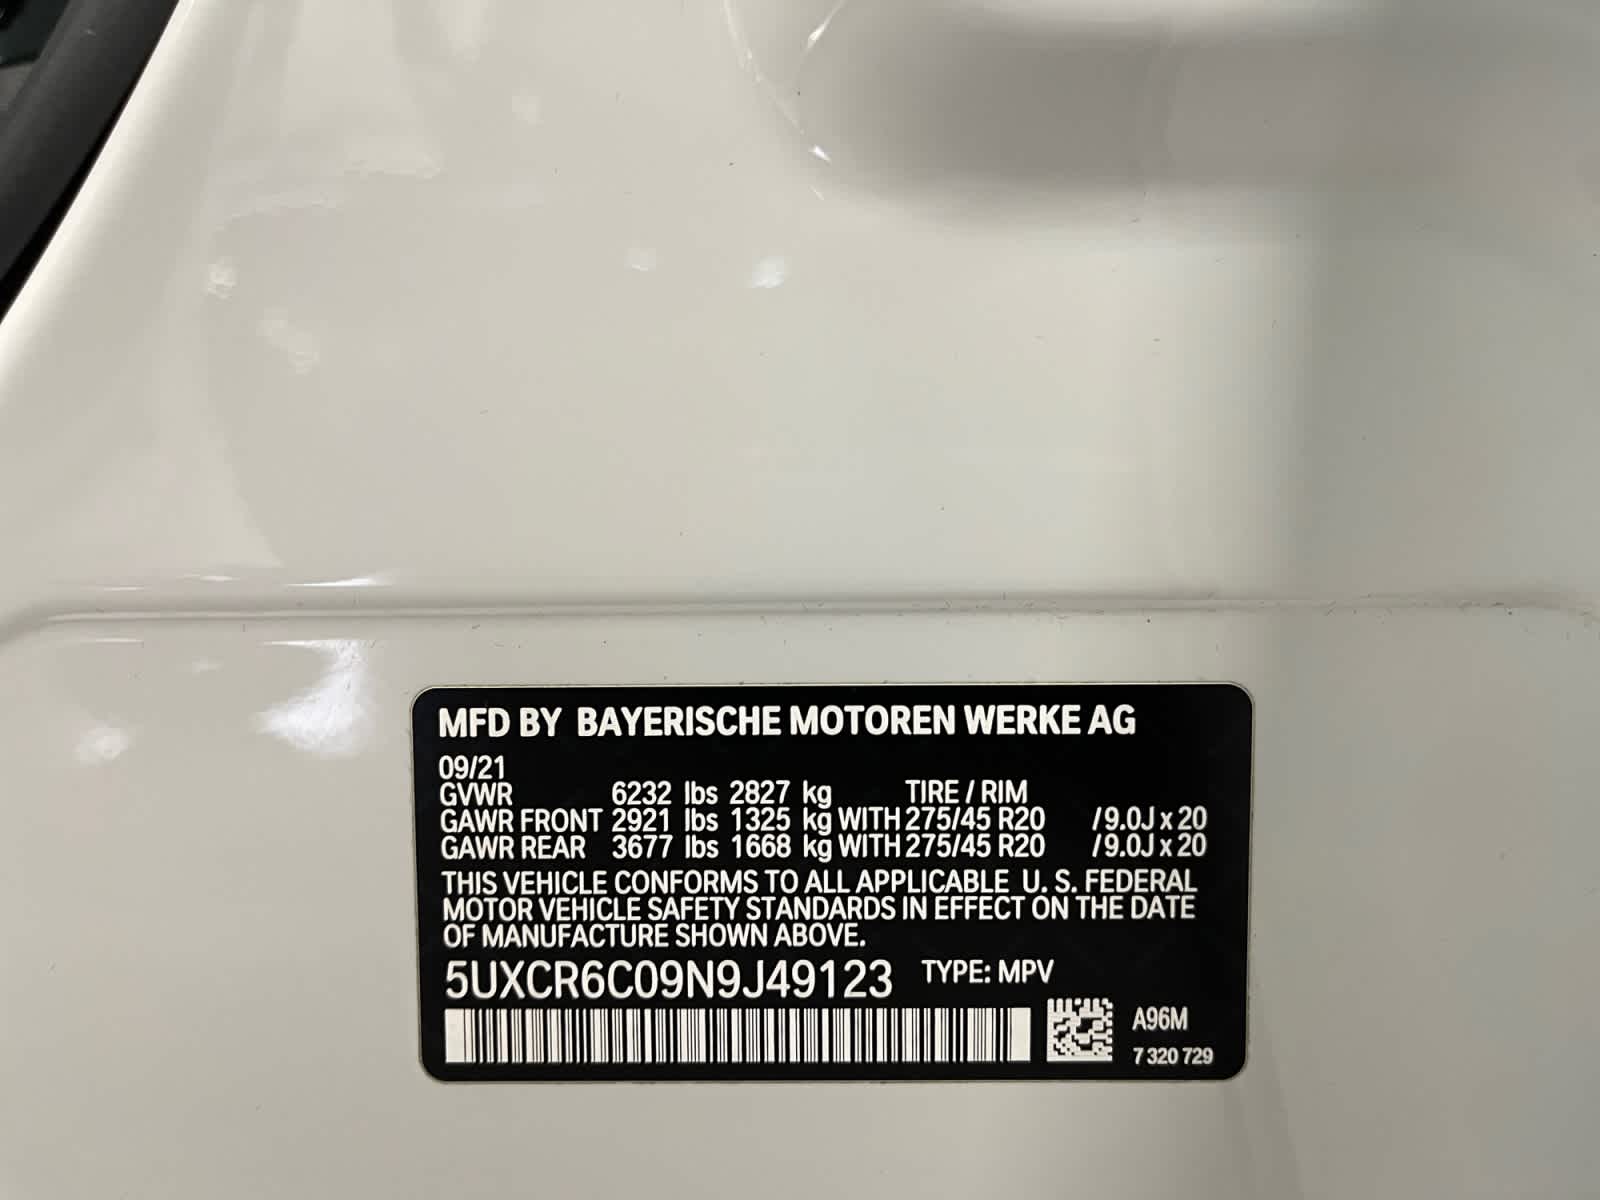 MFD BY BAYERISCHE MOTOREN WERKE AG
09/21
GVWR 6232 lbs 2827 kg TIRE / RIM
GAWR FRONT 2921 lbs 1325 kg WITH 275/45 R20 / 9.0J x 20
GAWR REAR 3677 lbs 1668 kg WITH 275/45 R20 / 9.0J x 20
THIS VEHICLE CONFORMS TO ALL APPLICABLE U. S. FEDERAL
MOTOR VEHICLE SAFETY STANDARDS IN EFFECT ON THE DATE
OF MANUFACTURE SHOWN ABOVE.
5UXCR6C09N9J49123 TYPE: MPV
A96M
7 320 729